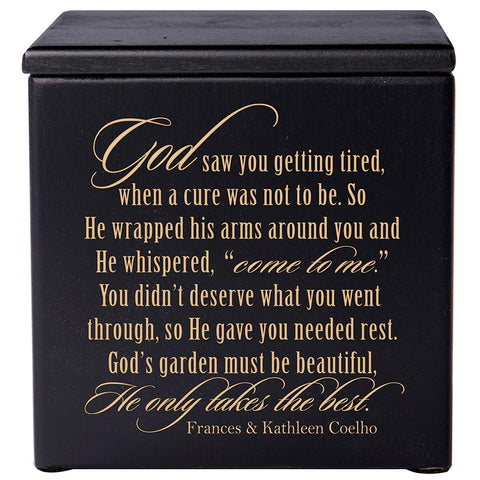 God saw you getting tired,
when a cure was not to be. So
He wrapped his arms around you and
He whispered, “come to me.”
You didn’t deserve what you went
through, so He gave you needed rest.
God’s garden must be beautiful,
He only takes the best.
Frances & Kathleen Coelho